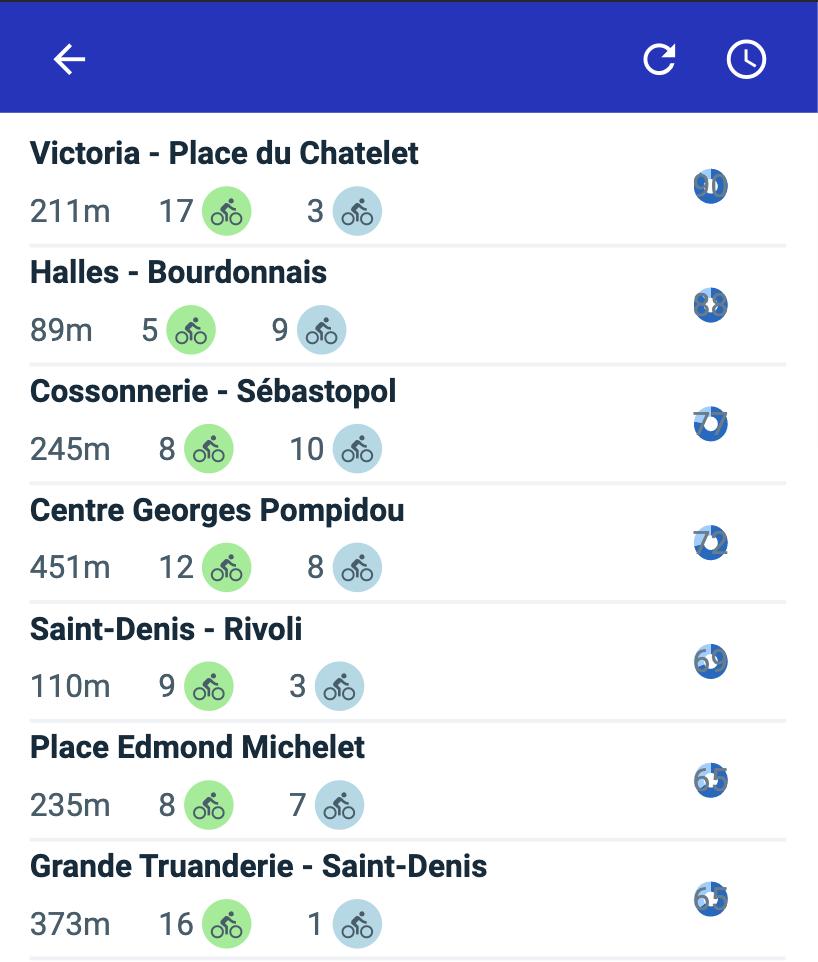 Victoria - Place du Chatelet
211m 17 3
90
Halles - Bourdonnais
89m 5 9
88
Cossonnerie - Sébastopol
245m 8 10
77
Centre Georges Pompidou
451m 12 8
72
Saint-Denis - Rivoli
110m 9 3
69
Place Edmond Michelet
235m 8 7
65
Grande Truanderie - Saint-Denis
373m 16 1
65